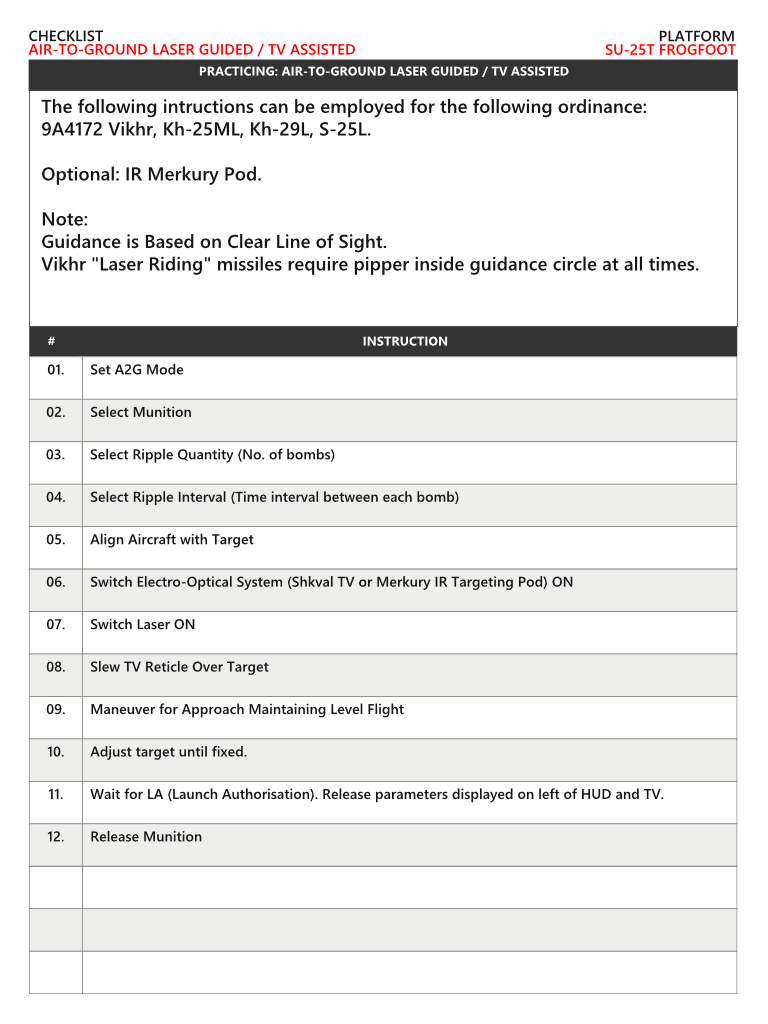 CHECKLIST
PLATFORM
AIR-TO-GROUND LASER GUIDED / TV ASSISTED
SU-25T FROGFOOT
PRACTICING: AIR-TO-GROUND LASER GUIDED / TV ASSISTED
The following intructions can be employed for the following ordinance:
9A4172 Vikhr, Kh-25ML, Kh-29L, S-25L.
Optional: IR Merkury Pod.
Note:
Guidance is Based on Clear Line of Sight.
Vikhr "Laser Riding" missiles require pipper inside guidance circle at all times.
# INSTRUCTION
01. Set A2G Mode
02. Select Munition
03. Select Ripple Quantity (No. of bombs)
04. Select Ripple Interval (Time interval between each bomb)
05. Align Aircraft with Target
06. Switch Electro-Optical System (Shkval TV or Merkury IR Targeting Pod) ON
07. Switch Laser ON
08. Slew TV Reticle Over Target
09. Maneuver for Approach Maintaining Level Flight
10. Adjust target until fixed.
11. Wait for LA (Launch Authorisation). Release parameters displayed on left of HUD and TV.
12. Release Munition